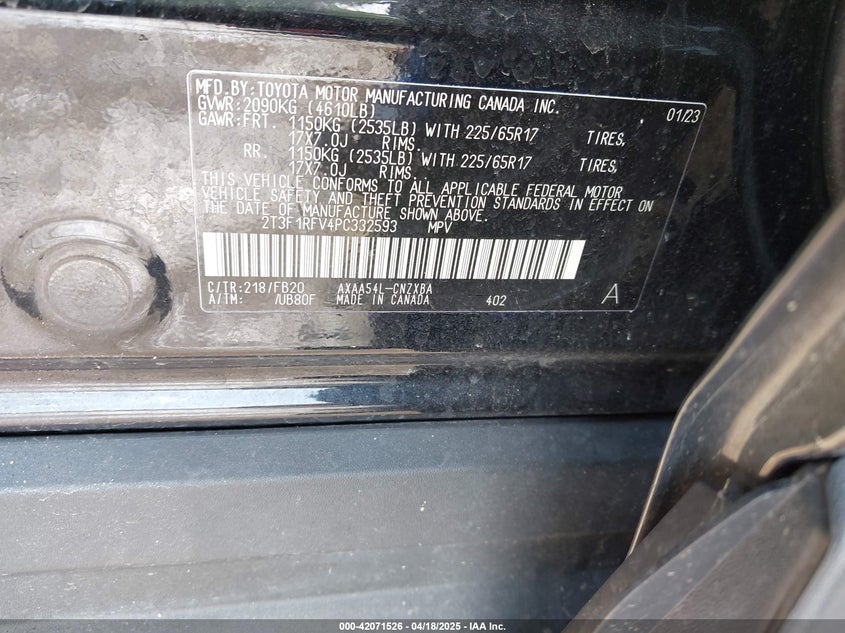 MFD.BY:TOYOTA MOTOR MANUFACTURING CANADA INC.
GVWR:2090KG (4610LB) 01/23
GAWR:FRT. 1150KG (2535LB) WITH 225/65R17 TIRES,
17X7.0J RIMS.
RR. 1150KG (2535LB) WITH 225/65R17 TIRES,
17X7.0J RIMS.
THIS VEHICLE CONFORMS TO ALL APPLICABLE FEDERAL MOTOR
VEHICLE SAFETY AND THEFT PREVENTION STANDARDS IN EFFECT ON
THE DATE OF MANUFACTURE SHOWN ABOVE.
2T3F1RFV4PC332593 MPV
C/TR:218/FB20 AXAA54L-CNZXBA
A/TM: /UB80F MADE IN CANADA 402 A
000-42071526 - 04/18/2025 - IAA Inc.